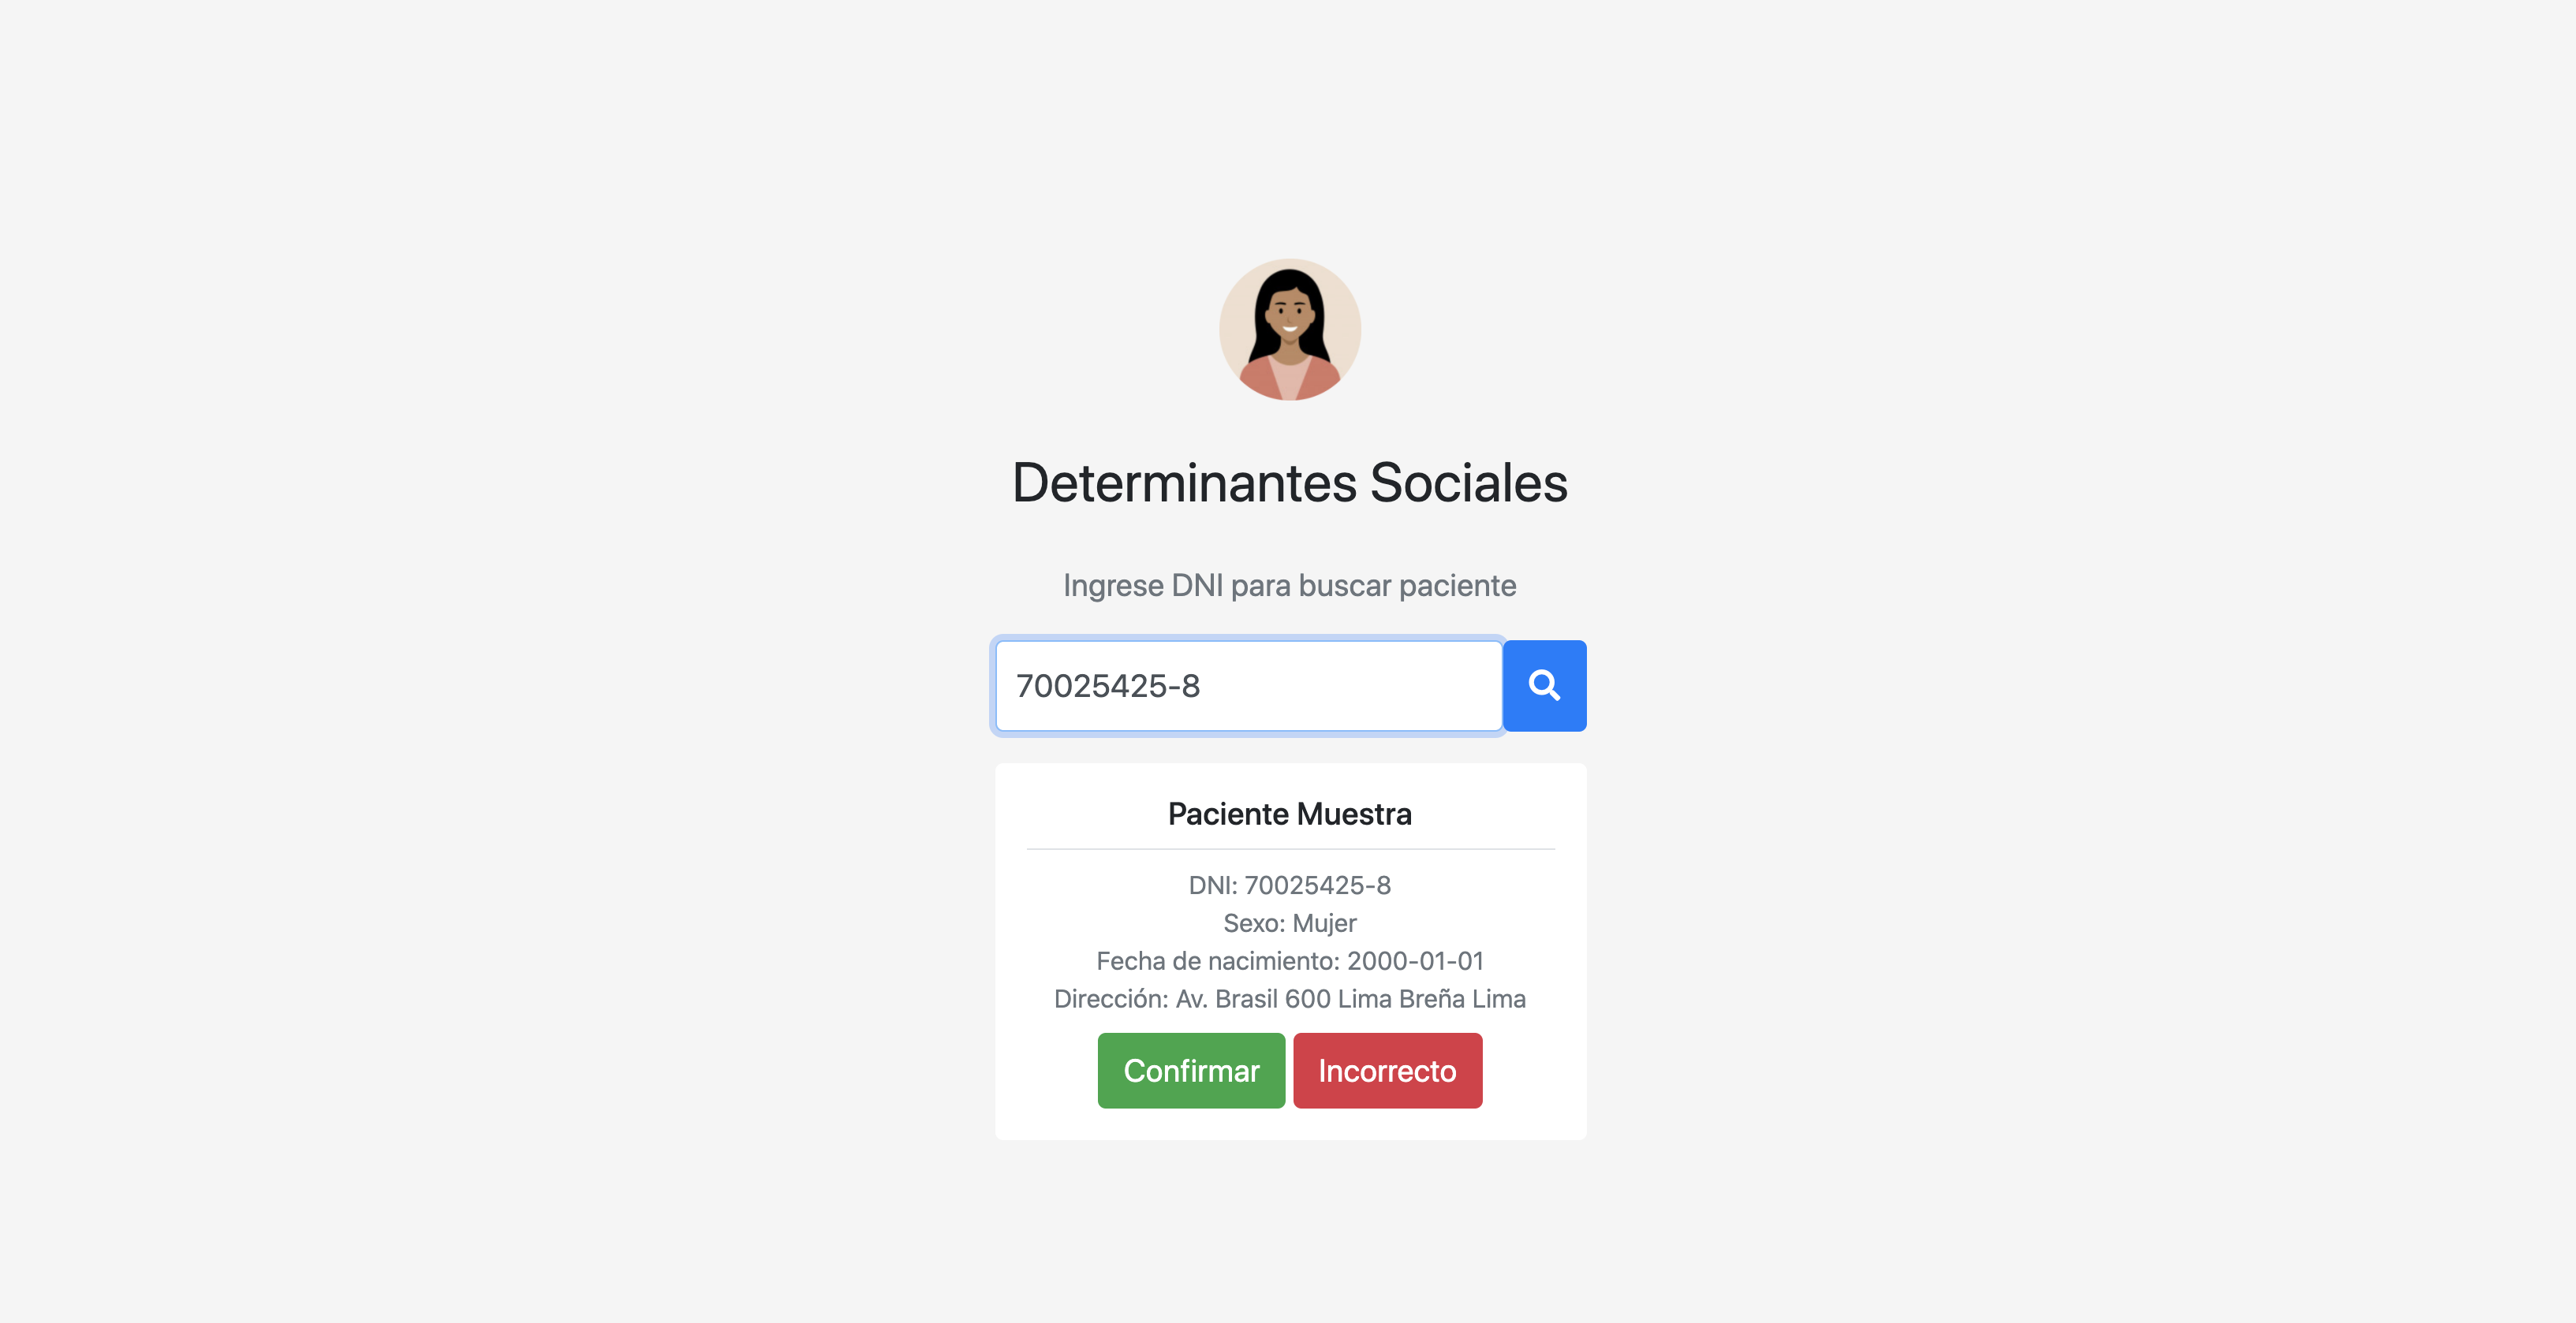 Determinantes Sociales
Ingrese DNI para buscar paciente
70025425-8
Paciente Muestra
DNI: 70025425-8
Sexo: Mujer
Fecha de nacimiento: 2000-01-01
Dirección: Av. Brasil 600 Lima Breña Lima
Confirmar Incorrecto